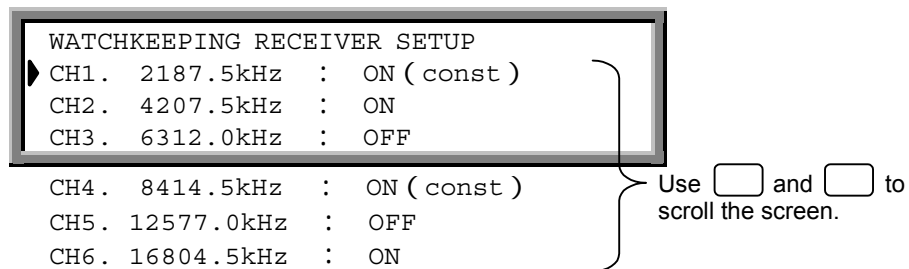 WATCHKEEPING RECEIVER SETUP
CH1. 2187.5kHz : ON(const)
CH2. 4207.5kHz : ON
CH3. 6312.0kHz : OFF
CH4. 8414.5kHz : ON(const)
CH5. 12577.0kHz : OFF
CH6. 16804.5kHz : ON
Use and to
scroll the screen.